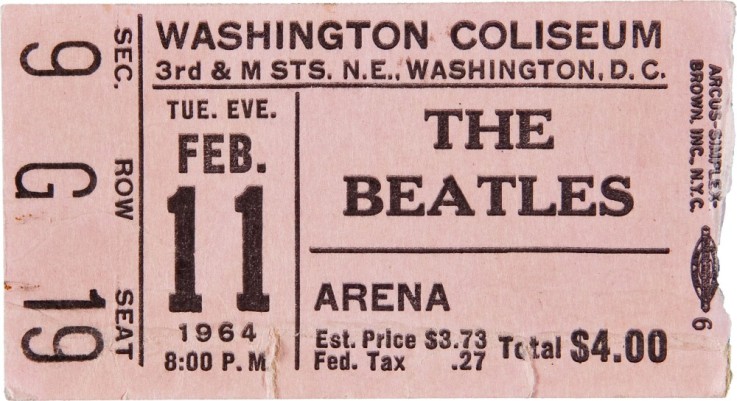 SEC. ROW SEAT
9 G 19
WASHINGTON COLISEUM
3rd & M STS. N.E., WASHINGTON, D. C.
TUE. EVE.
FEB.
11
1964
8:00 P. M
THE
BEATLES
ARENA
Est. Price $3.73
Fed. Tax .27
Total $4.00
ARCUS-SIMPLEX-
BROWN, INC., N.Y.C.
6